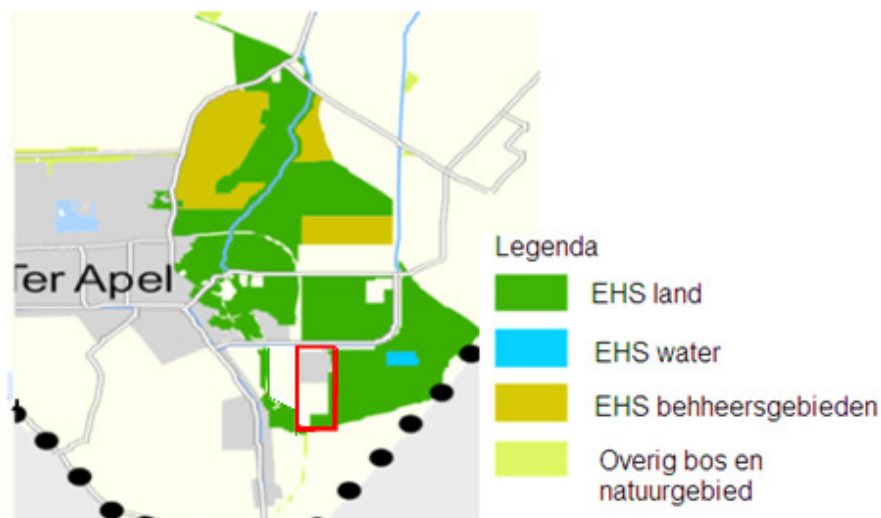 Ter Apel
Legenda
EHS land
EHS water
EHS behheersgebieden
Overig bos en
natuurgebied